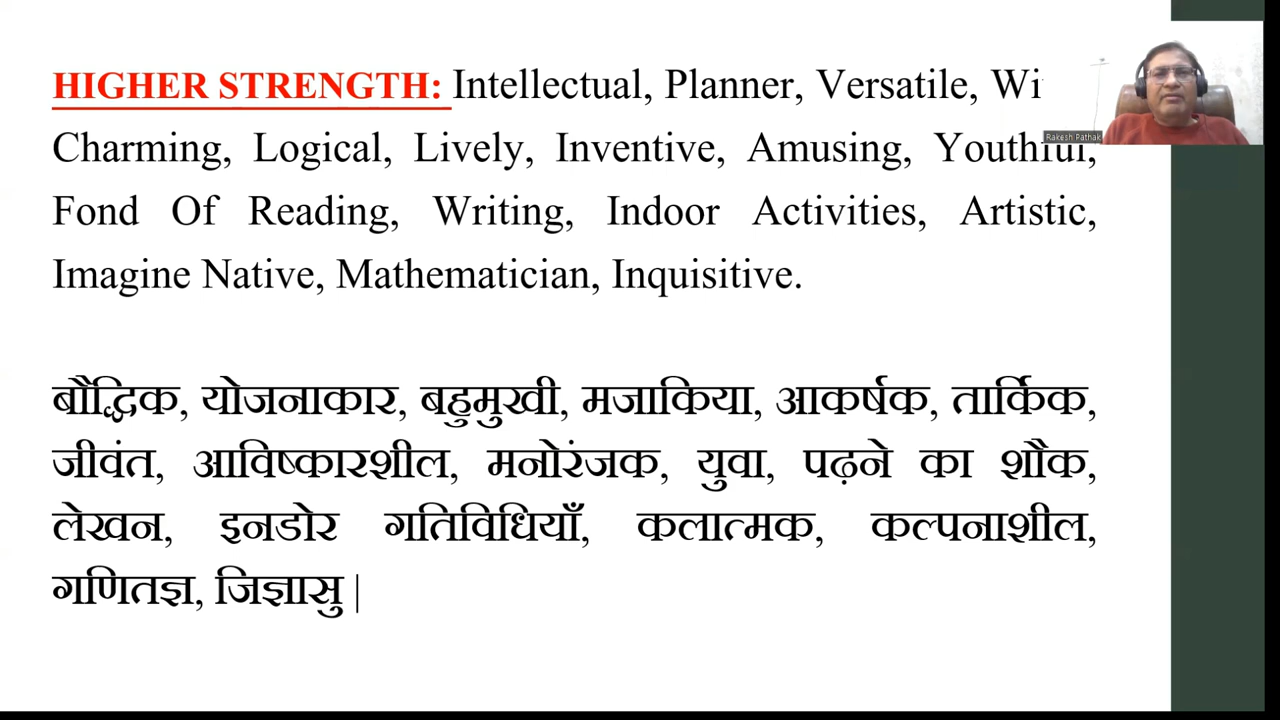 HIGHER STRENGTH: Intellectual, Planner, Versatile,
Rakesh Pathak
Charming, Logical, Lively, Inventive, Amusing, Youthful,
Fond Of Reading, Writing, Indoor Activities, Artistic,
Imagine Native, Mathematician, Inquisitive.
बौद्धिक, योजनाकार, बहुमुखी, मजाकिया, आकर्षक, तार्किक,
जीवंत, आविष्कारशील, मनोरंजक, युवा, पढ़ने का शौक,
लेखन, इनडोर गतिविधियाँ, कलात्मक, कल्पनाशील,
गणितज्ञ, जिज्ञासु |